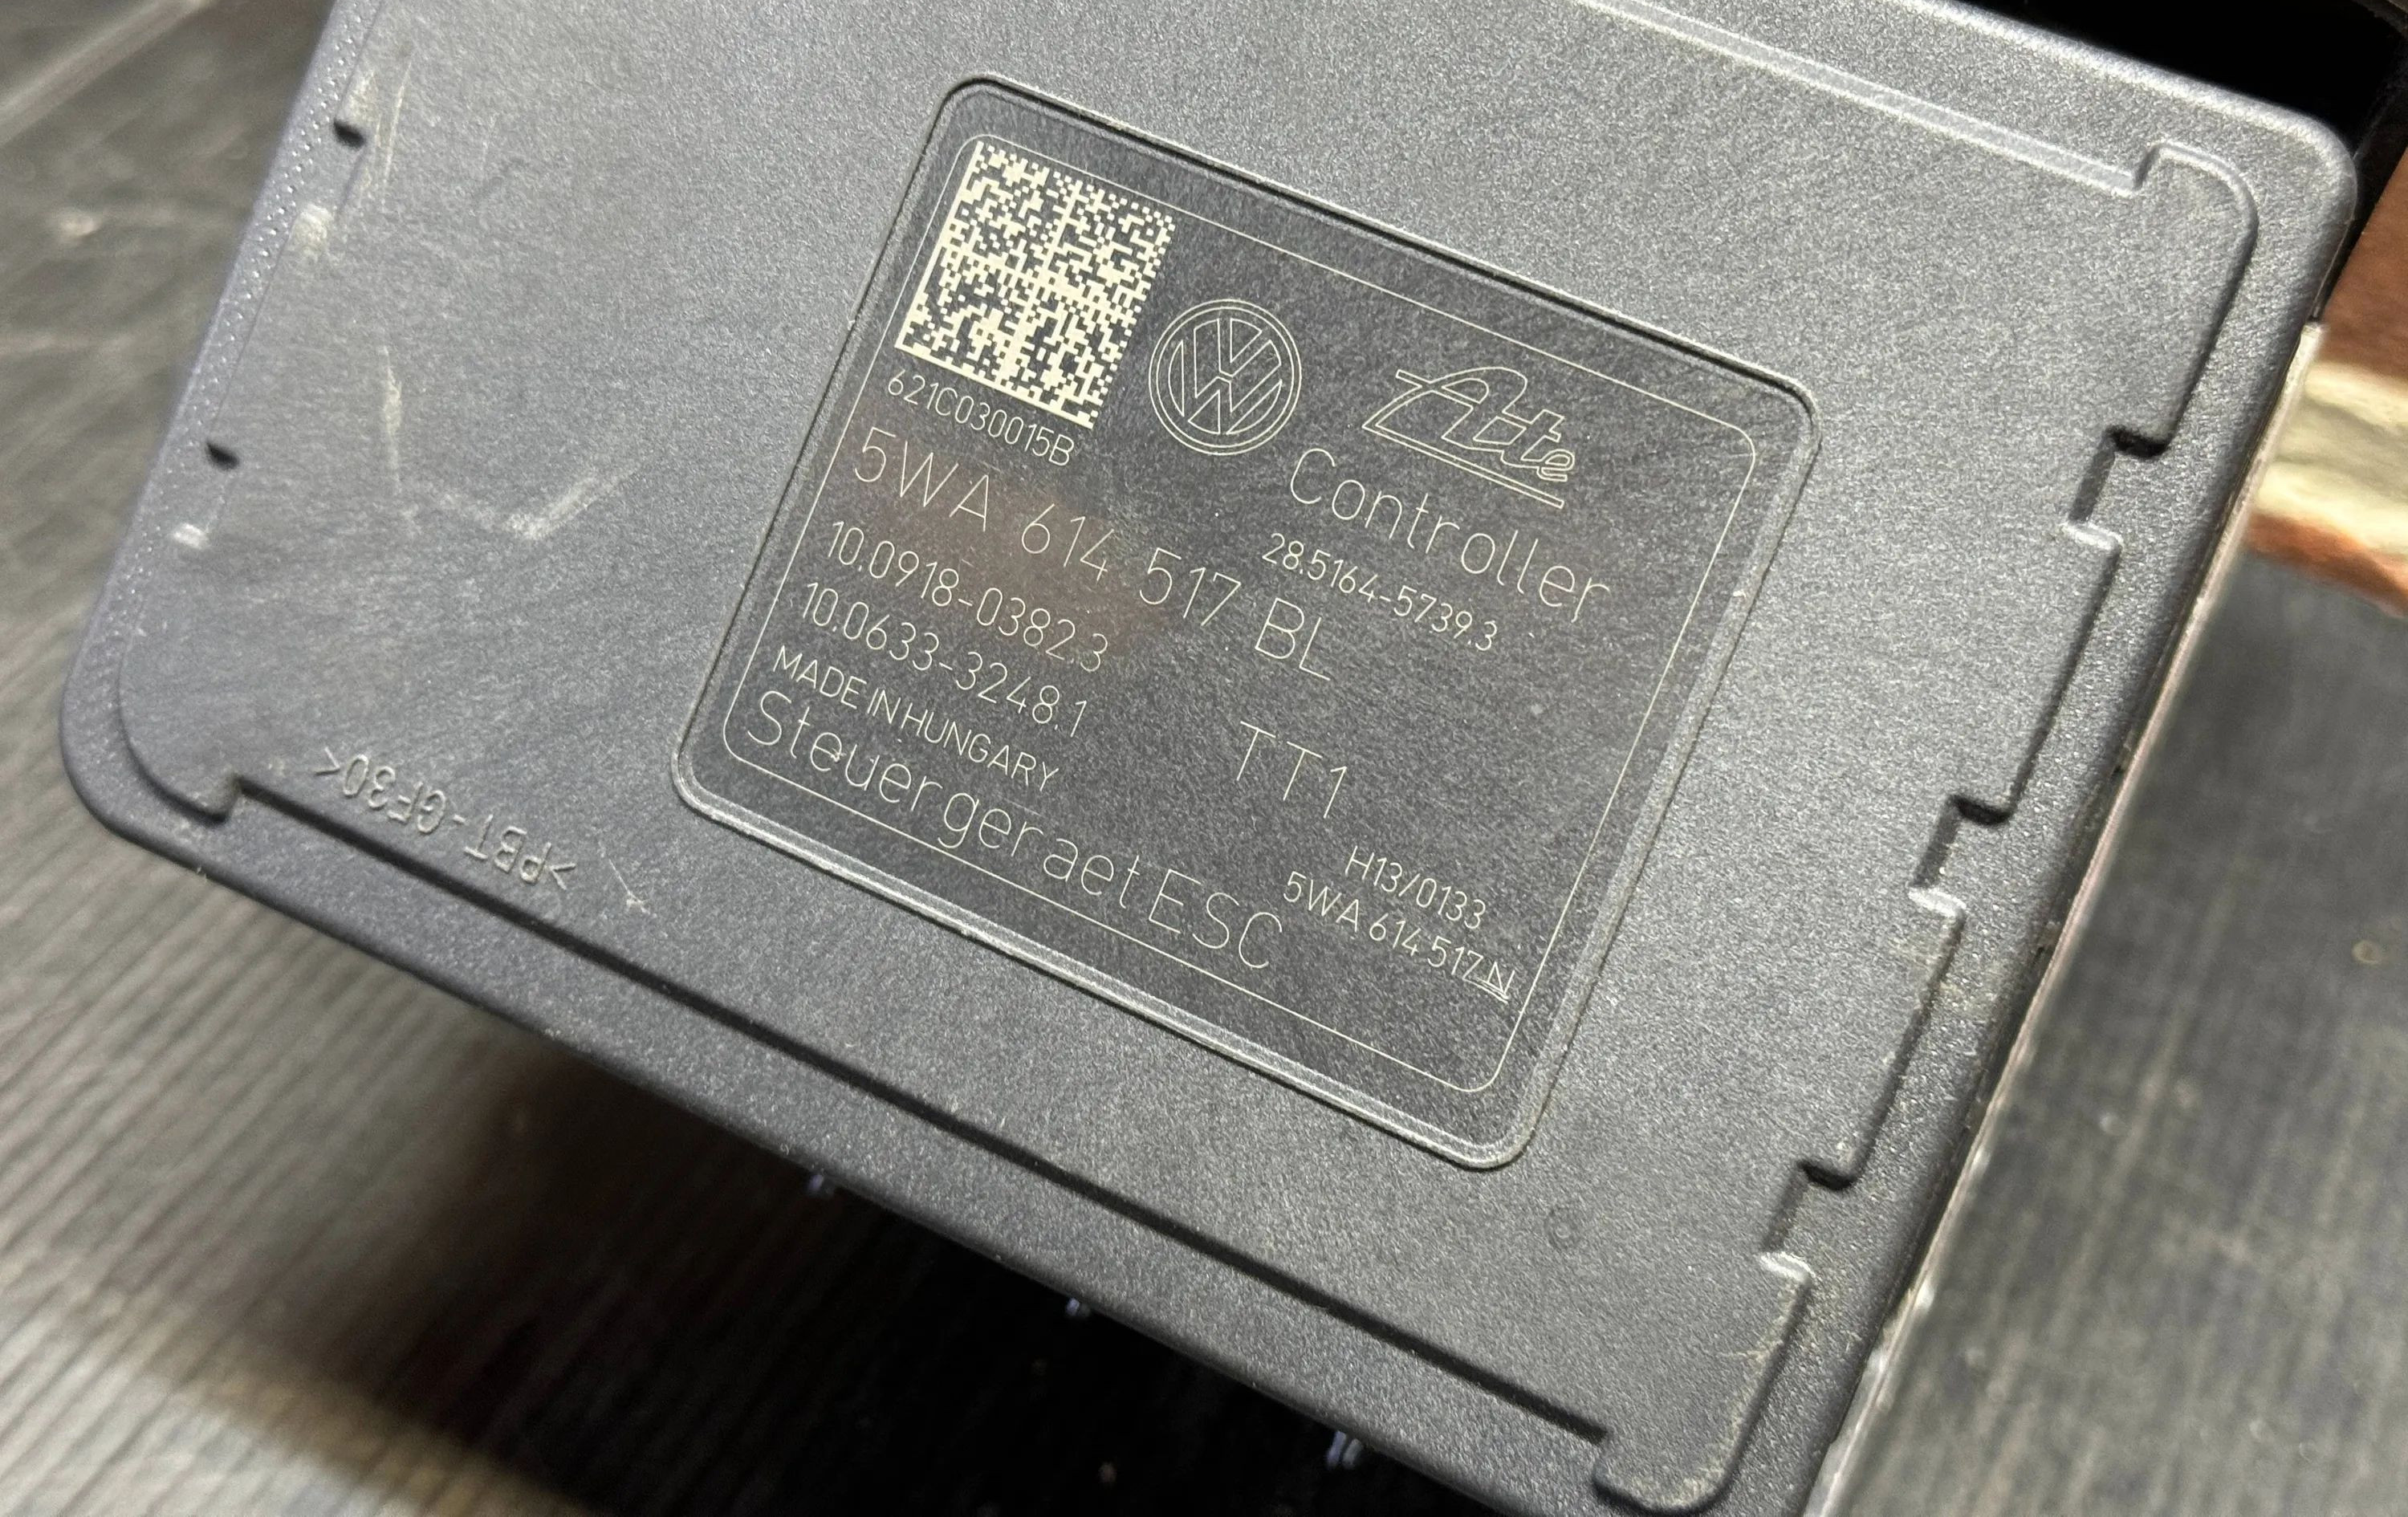 621C030015B
Ate
Controller
28.5164-5739.3
5WA 614 517 BL
10.0918-0382.3
10.0633-3248.1
TT1
MADE IN HUNGARY
Steuergeraet ESC
H13/0133
5WA 614 517 N
>PBT-GF30<